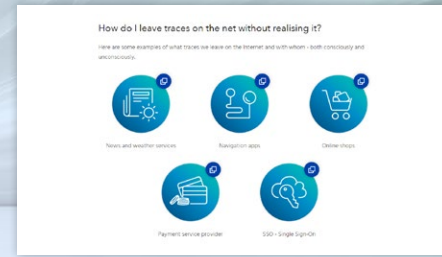 How do I leave traces on the net without realising it?
Here are some examples of what traces we leave on the Internet and with whom - both consciously and
unconsciously.
News and weather services
Navigation apps
Online-shops
Payment service provider
SSO - Single Sign-On